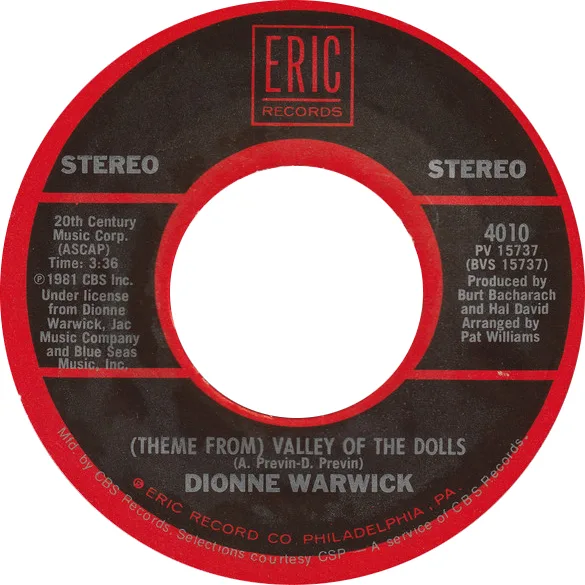 ERIC
RECORDS
STEREO
STEREO
20th Century
Music Corp.
(ASCAP)
Time: 3:36
℗ 1981 CBS Inc.
Under license
from Dionne
Warwick, Jac
Music Company
and Blue Seas
Music, Inc.
4010
PV 15737
(BVS 15737)
Produced by
Burt Bacharach
and Hal David
Arranged by
Pat Williams
(THEME FROM) VALLEY OF THE DOLLS
(A. Previn-D. Previn)
DIONNE WARWICK
℗ ERIC RECORD CO. PHILADELPHIA, PA.
Mfd. by CBS Records. Selections courtesy CSP — A service of CBS Records.